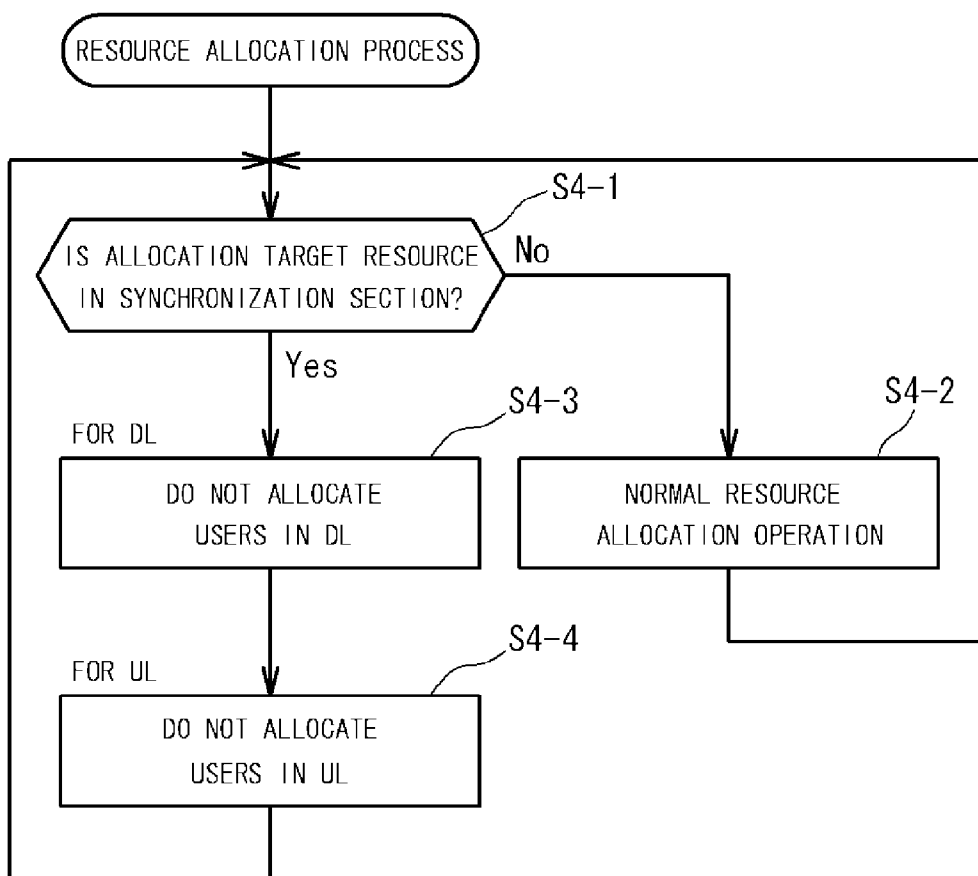 RESOURCE ALLOCATION PROCESS
S4-1
IS ALLOCATION TARGET RESOURCE
IN SYNCHRONIZATION SECTION?
No
Yes
S4-3
S4-2
FOR DL
DO NOT ALLOCATE
USERS IN DL
NORMAL RESOURCE
ALLOCATION OPERATION
S4-4
FOR UL
DO NOT ALLOCATE
USERS IN UL